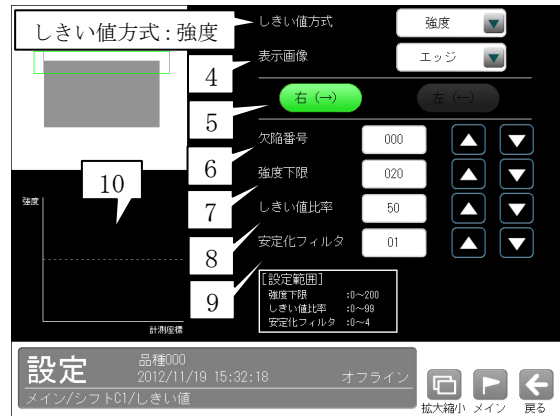 しきい値方式:強度
しきい値方式
強度
4
表示画像
エッジ
5
右(→)
左(←)
6
欠陥番号
000
10
7
強度下限
020
強度
8
しきい値比率
50
9
安定化フィルタ
01
[設定範囲]
強度下限 :0~200
しきい値比率 :0~99
安定化フィルタ :0~4
計測座標
設定
品種000
2012/11/19 15:32:18
オフライン
メイン/シフトC1/しきい値
拡大縮小
メイン
戻る